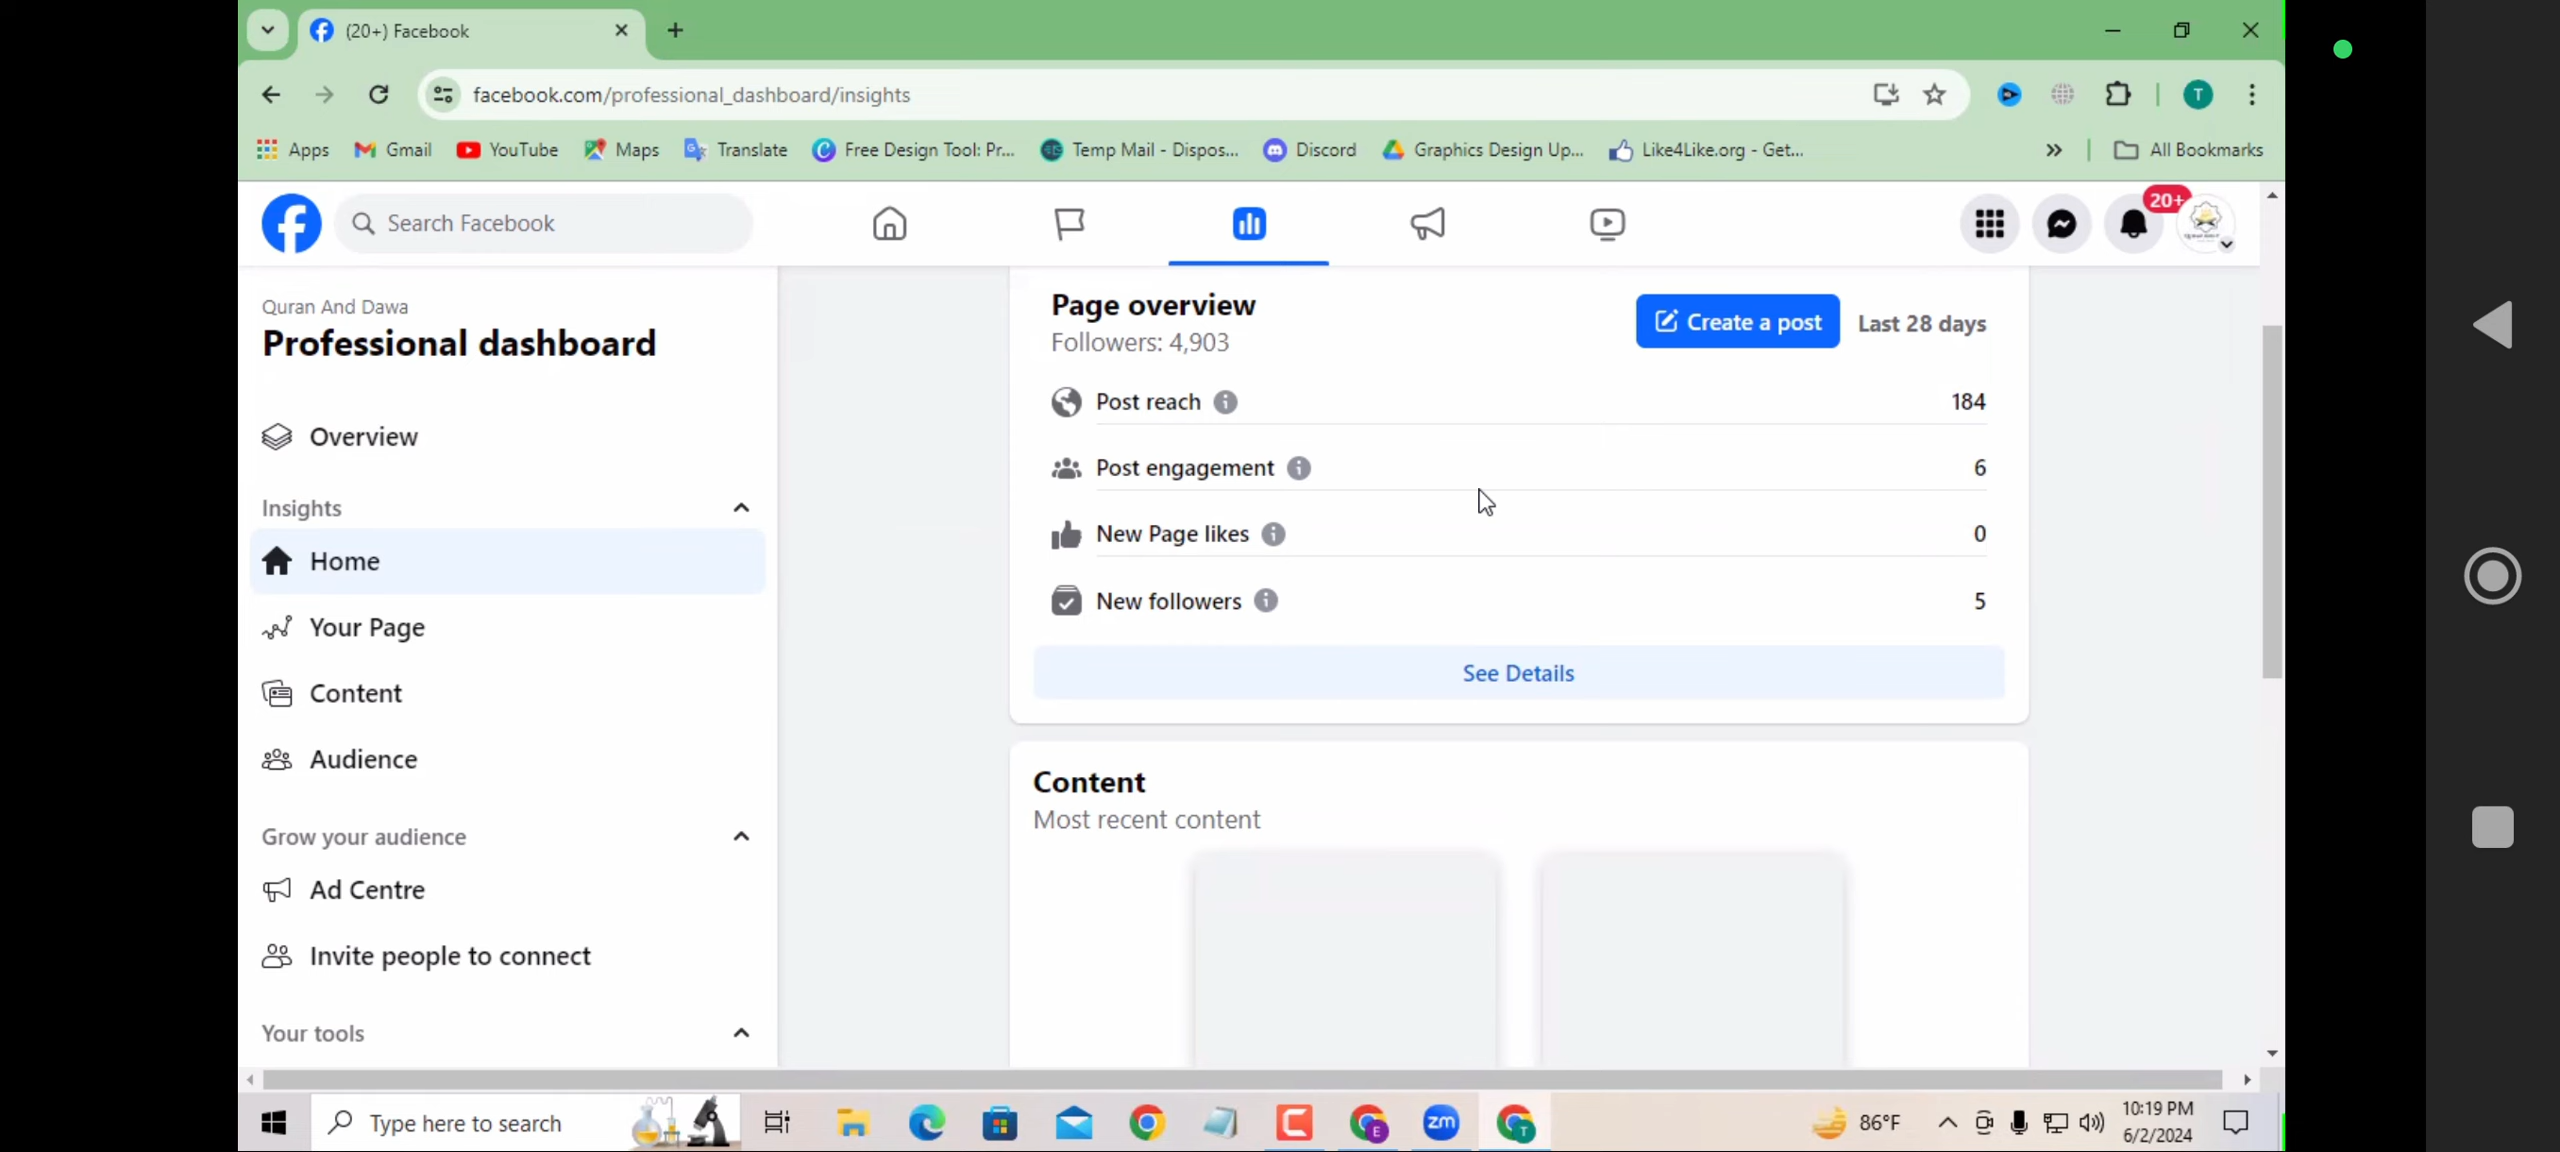 (20+) Facebook
facebook.com/professional_dashboard/insights
T
Apps
Gmail
YouTube
Maps
Translate
Free Design Tool: Pr...
Temp Mail - Dispos...
Discord
Graphics Design Up...
Like4Like.org - Get...
All Bookmarks
Search Facebook
20+
Quran And Dawa
Professional dashboard
Overview
Insights
Home
Your Page
Content
Audience
Grow your audience
Ad Centre
Invite people to connect
Your tools
Page overview
Followers: 4,903
Create a post
Last 28 days
Post reach
184
Post engagement
6
New Page likes
0
New followers
5
See Details
Content
Most recent content
Type here to search
E
zm
T
86°F
10:19 PM
6/2/2024